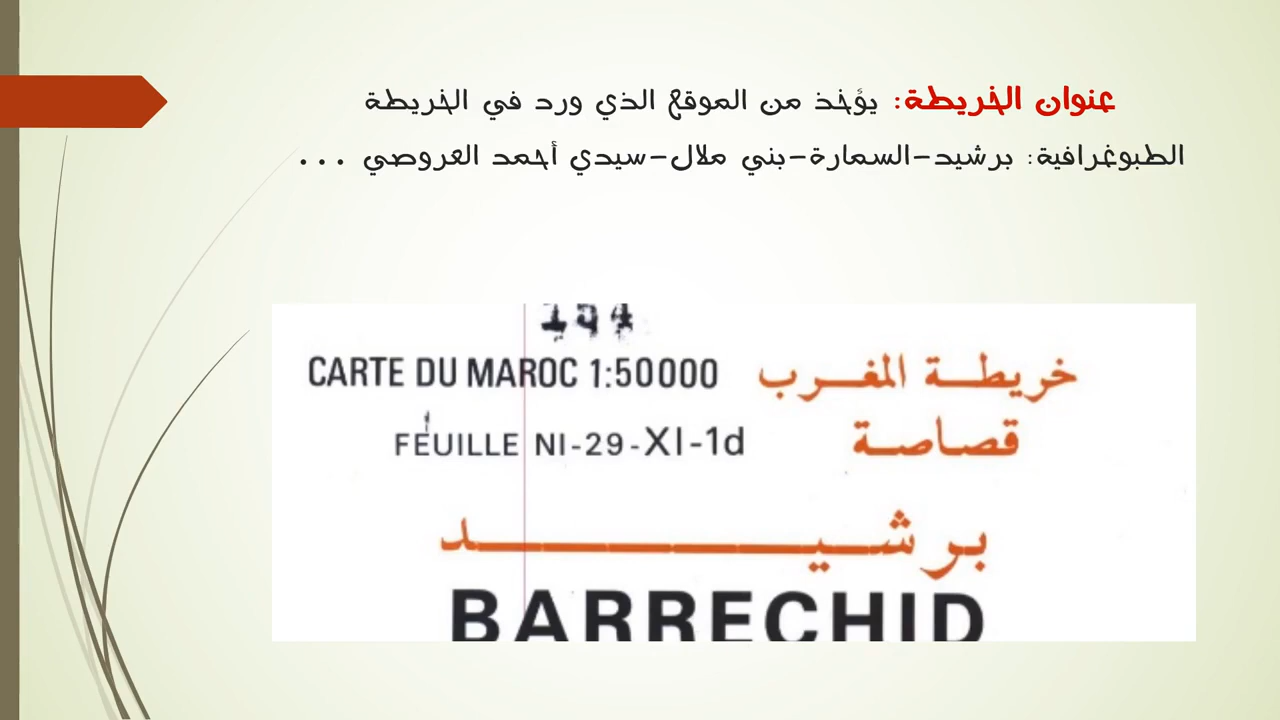 عنوان الخريطة: يؤخذ من الموقع الذي ورد في الخريطة
الطبوغرافية: برشيد-السمارة-بني ملال-سيدي أحمد العروصي ...
CARTE DU MAROC 1:50000 خريطة المغرب
FEUILLE NI-29-XI-1d قصاصة
برشيد
BARRECHID